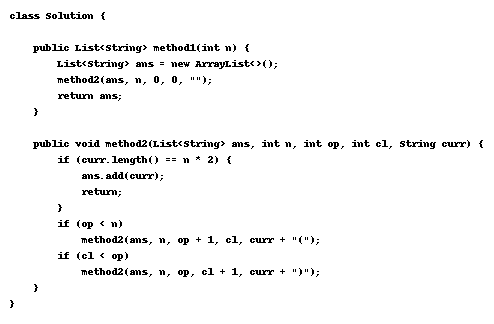 class Solution {
    public List<String> method1(int n) {
        List<String> ans = new ArrayList<>();
        method2(ans, n, 0, 0, "");
        return ans;
    }
    public void method2(List<String> ans, int n, int op, int cl, String curr) {
        if (curr.length() == n * 2) {
            ans.add(curr);
            return;
        }
        if (op < n)
            method2(ans, n, op + 1, cl, curr + "(");
        if (cl < op)
            method2(ans, n, op, cl + 1, curr + ")");
    }
}